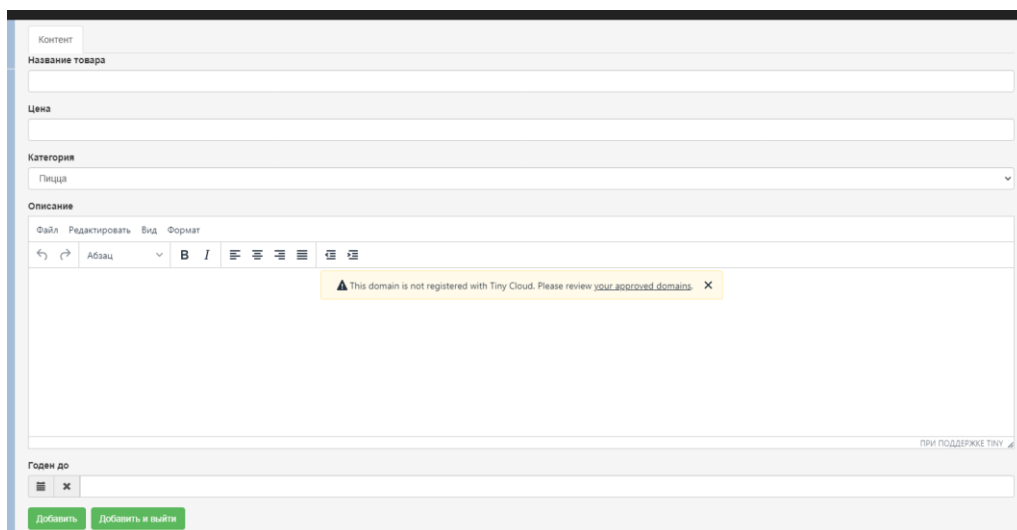 Контент
Название товара
Цена
Категория
Пицца
Описание
Файл Редактировать Вид Формат
Абзац B I
This domain is not registered with Tiny Cloud. Please review your approved domains.
ПРИ ПОДДЕРЖКЕ TINY
Годен до
Добавить Добавить и выйти